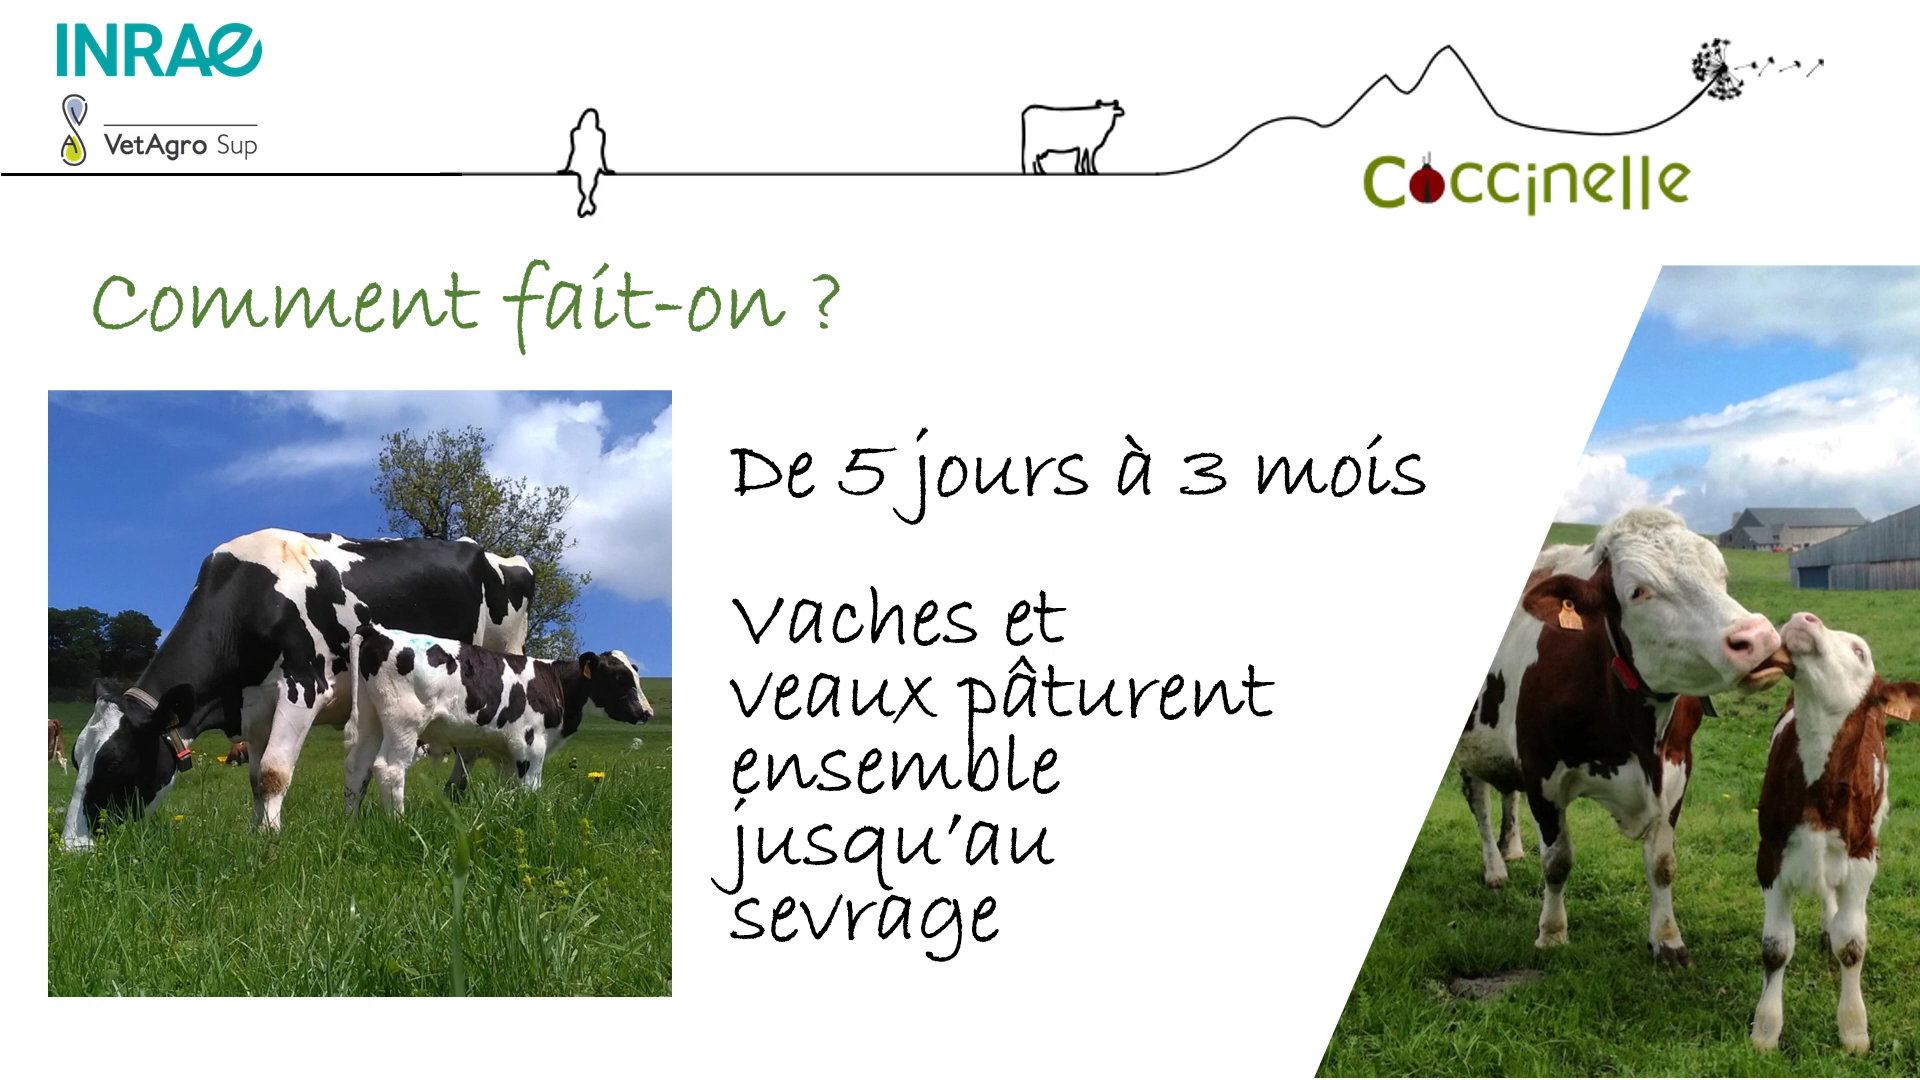 INRAE
VetAgro Sup
Coccinelle
Comment fait-on ?
De 5 jours à 3 mois
Vaches et
veaux pâturent
ensemble
jusqu'au
sevrage